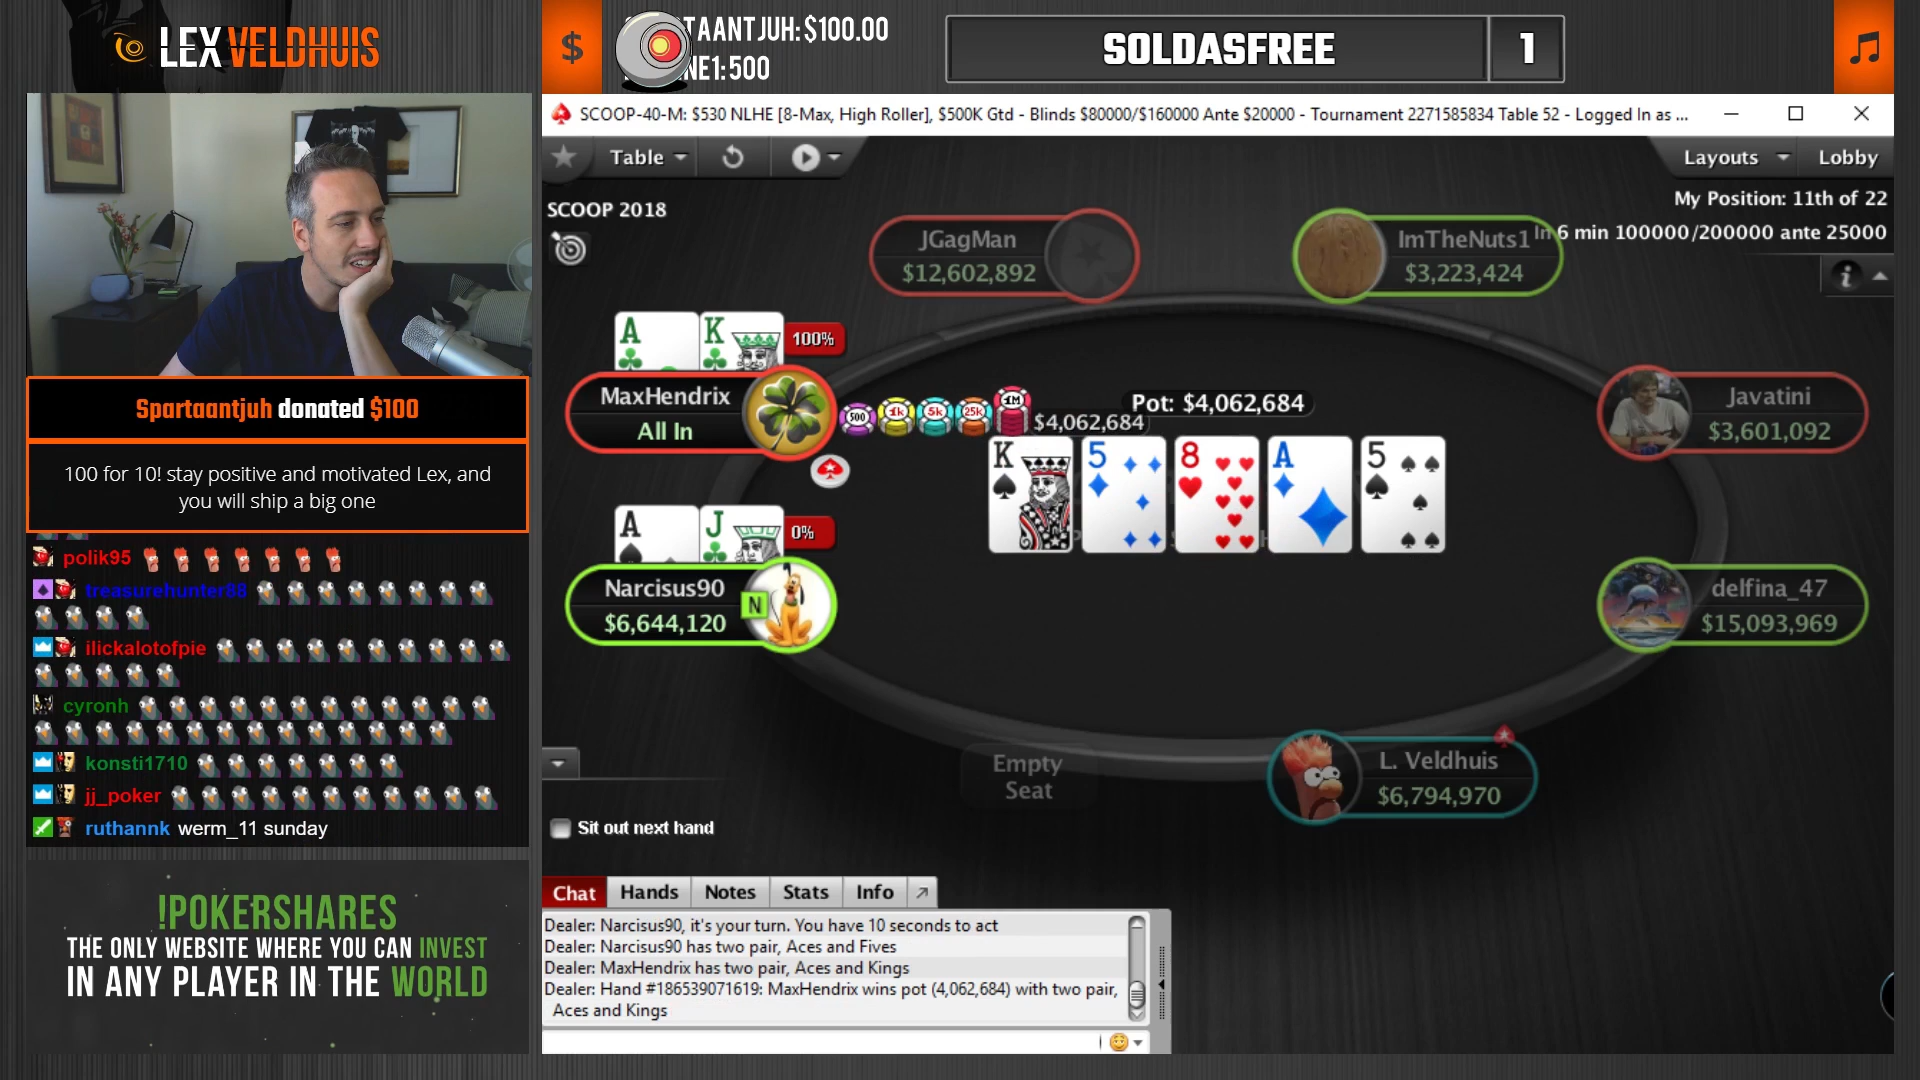 LEX VELDHUIS
$
TAANTJUH: $100.00
NE1: 500
SOLDASFREE
1
SCOOP-40-M: $530 NLHE [8-Max, High Roller], $500K Gtd - Blinds $80000/$160000 Ante $20000 - Tournament 2271585834 Table 52 - Logged In as ...
Table
Layouts
Lobby
SCOOP 2018
My Position: 11th of 22
In 6 min 100000/200000 ante 25000
JGagMan
$12,602,892
ImTheNuts1
$3,223,424
A K 100%
MaxHendrix
All In
500 1k 5k 25k 1M
$4,062,684
Pot: $4,062,684
Javatini
$3,601,092
K 5 8 A 5
A J 0%
Narcisus90
N
$6,644,120
delfina_47
$15,093,969
Empty
Seat
L. Veldhuis
$6,794,970
Sit out next hand
Chat
Hands
Notes
Stats
Info
Dealer: Narcisus90, it's your turn. You have 10 seconds to act
Dealer: Narcisus90 has two pair, Aces and Fives
Dealer: MaxHendrix has two pair, Aces and Kings
Dealer: Hand #186539071619: MaxHendrix wins pot (4,062,684) with two pair,
Aces and Kings
Spartaantjuh donated $100
100 for 10! stay positive and motivated Lex, and
you will ship a big one
polik95
treasurehunter88
ilickalotofpie
cyronh
konsti1710
jj_poker
ruthannk werm_11 sunday
!POKERSHARES
THE ONLY WEBSITE WHERE YOU CAN INVEST
IN ANY PLAYER IN THE WORLD